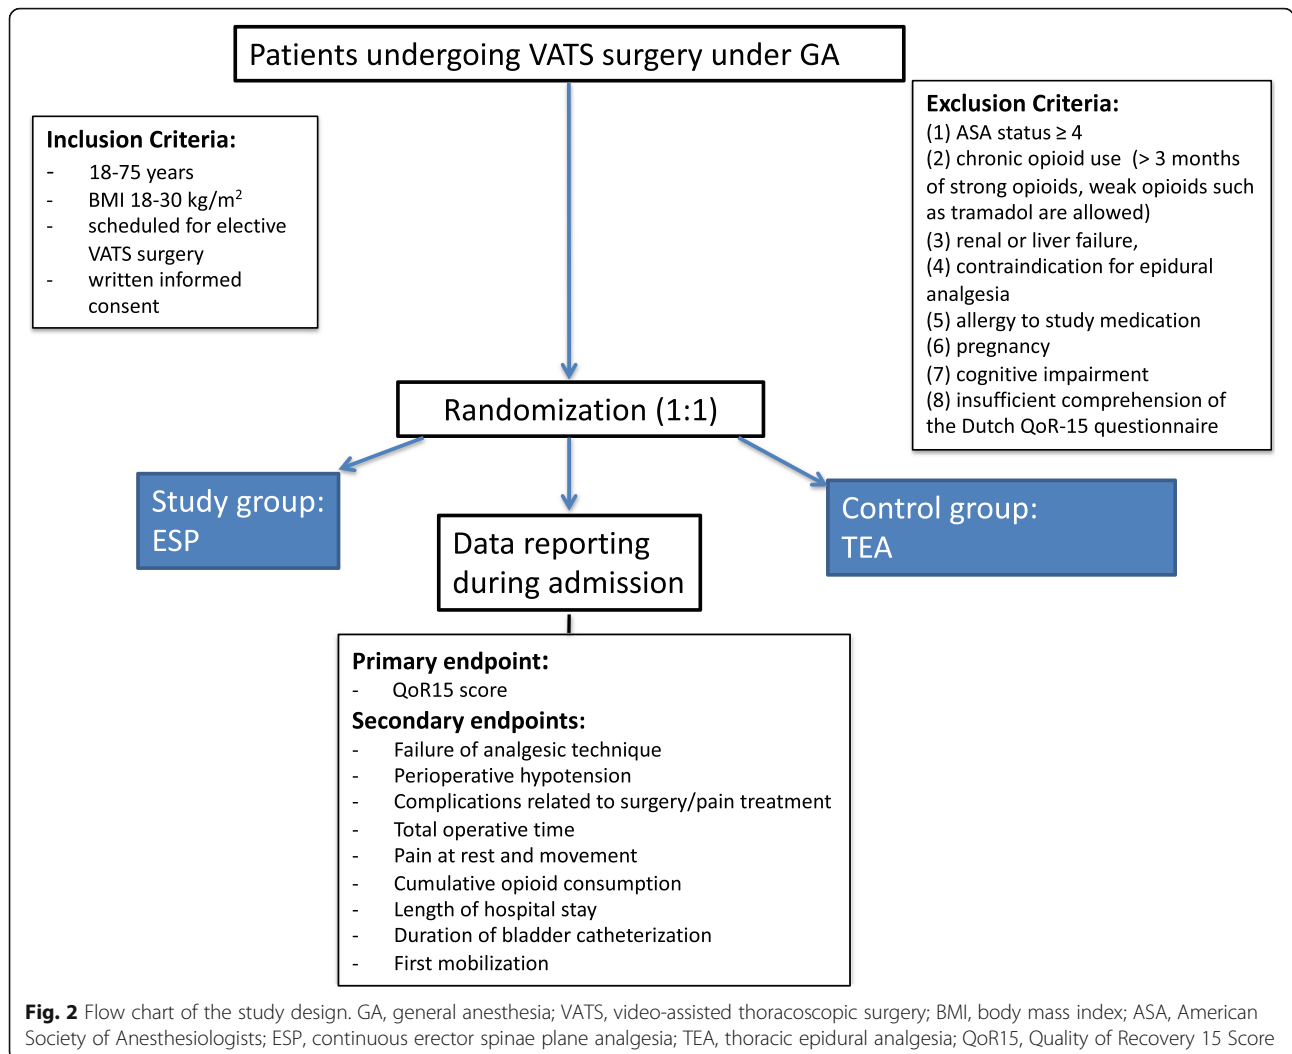 Patients undergoing VATS surgery under GA
Inclusion Criteria:
- 18-75 years
- BMI 18-30 kg/m²
- scheduled for elective
VATS surgery
- written informed
consent
Exclusion Criteria:
(1) ASA status ≥ 4
(2) chronic opioid use (> 3 months
of strong opioids, weak opioids such
as tramadol are allowed)
(3) renal or liver failure,
(4) contraindication for epidural
analgesia
(5) allergy to study medication
(6) pregnancy
(7) cognitive impairment
(8) insufficient comprehension of
the Dutch QoR-15 questionnaire
Randomization (1:1)
Study group:
ESP
Control group:
TEA
Data reporting
during admission
Primary endpoint:
- QoR15 score
Secondary endpoints:
- Failure of analgesic technique
- Perioperative hypotension
- Complications related to surgery/pain treatment
- Total operative time
- Pain at rest and movement
- Cumulative opioid consumption
- Length of hospital stay
- Duration of bladder catheterization
- First mobilization
Fig. 2 Flow chart of the study design. GA, general anesthesia; VATS, video-assisted thoracoscopic surgery; BMI, body mass index; ASA, American
Society of Anesthesiologists; ESP, continuous erector spinae plane analgesia; TEA, thoracic epidural analgesia; QoR15, Quality of Recovery 15 Score